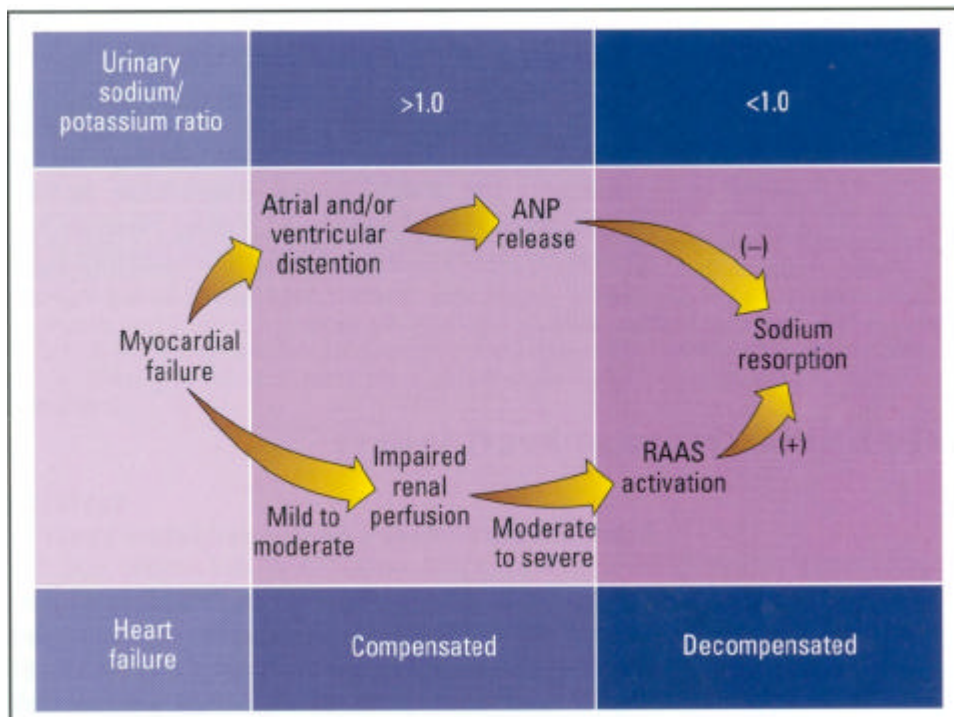 Urinary
sodium/
potassium ratio
>1.0
<1.0
Atrial and/or
ventricular
distention
ANP
release
(–)
Myocardial
failure
Sodium
resorption
Mild to
moderate
Impaired
renal
perfusion
Moderate
to severe
RAAS
activation
(+)
Heart
failure
Compensated
Decompensated